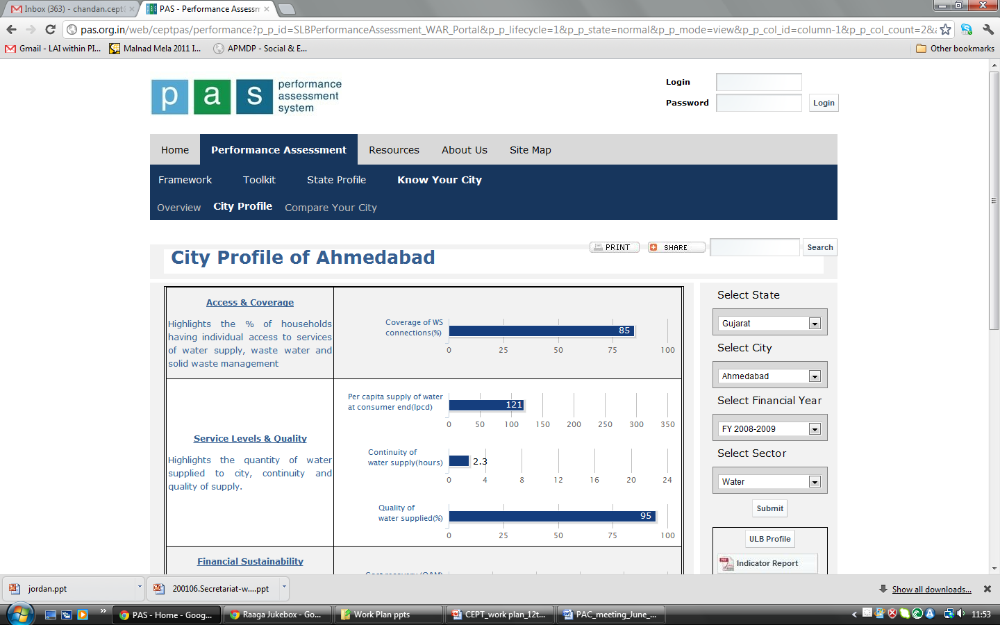 Inbox (363) - chandan.cept
PAS - Performance Assessm
pas.org.in/web/ceptpas/performance?p_p_id=SLBPerformanceAssessment_WAR_Portal&p_p_lifecycle=1&p_p_state=normal&p_p_mode=view&p_p_col_id=column-1&p_p_col_count=2&
Gmail - LAI within PI... Malnad Mela 2011 I... APMDP - Social & E... Other bookmarks
p a s
performance
assessment
system
Login
Password
Login
Home Performance Assessment Resources About Us Site Map
Framework Toolkit State Profile Know Your City
Overview City Profile Compare Your City
PRINT SHARE Search
City Profile of Ahmedabad
Access & Coverage
Highlights the % of households
having individual access to services
of water supply, waste water and
solid waste management
Coverage of WS
connections(%)
85
0 25 50 75 100
Service Levels & Quality
Highlights the quantity of water
supplied to city, continuity and
quality of supply.
Per capita supply of water
at consumer end(lpcd)
121
0 50 100 150 200 250 300 350
Continuity of
water supply(hours)
2.3
0 4 8 12 16 20 24
Quality of
water supplied(%)
95
0 25 50 75 100
Financial Sustainability
Cost recovery (O&M)
Select State
Gujarat
Select City
Ahmedabad
Select Financial Year
FY 2008-2009
Select Sector
Water
Submit
ULB Profile
Indicator Report
jordan.ppt 200106.Secretariat-w....ppt Show all downloads...
PAS - Home - Goog... Raaga Jukebox - Go... Work Plan ppts CEPT_work plan_12t... PAC_meeting_June_... 11:53